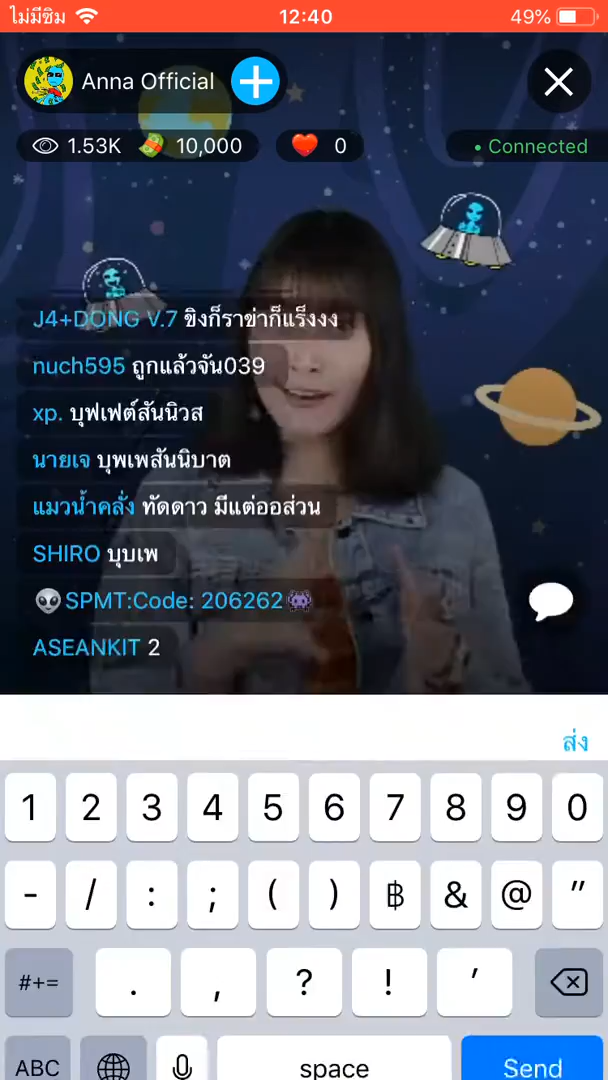 ไม่มีซิม 12:40 49%
Anna Official
1.53K 10,000 0 • Connected
J4+DONG V.7 ขิงก็ราข่าก็แร็งงง
nuch595 ถูกแล้วจัน039
xp. บุฟเฟต์สันนิวส
นายเจ บุพเพสันนิบาต
แมวน้ำคลั่ง ทัดดาว มีแต่ออส่วน
SHIRO บุบเพ
SPMT:Code: 206262
ASEANKIT 2
ส่ง
1 2 3 4 5 6 7 8 9 0
- / : ; ( ) ฿ & @ "
#+= . , ? ! '
ABC space Send